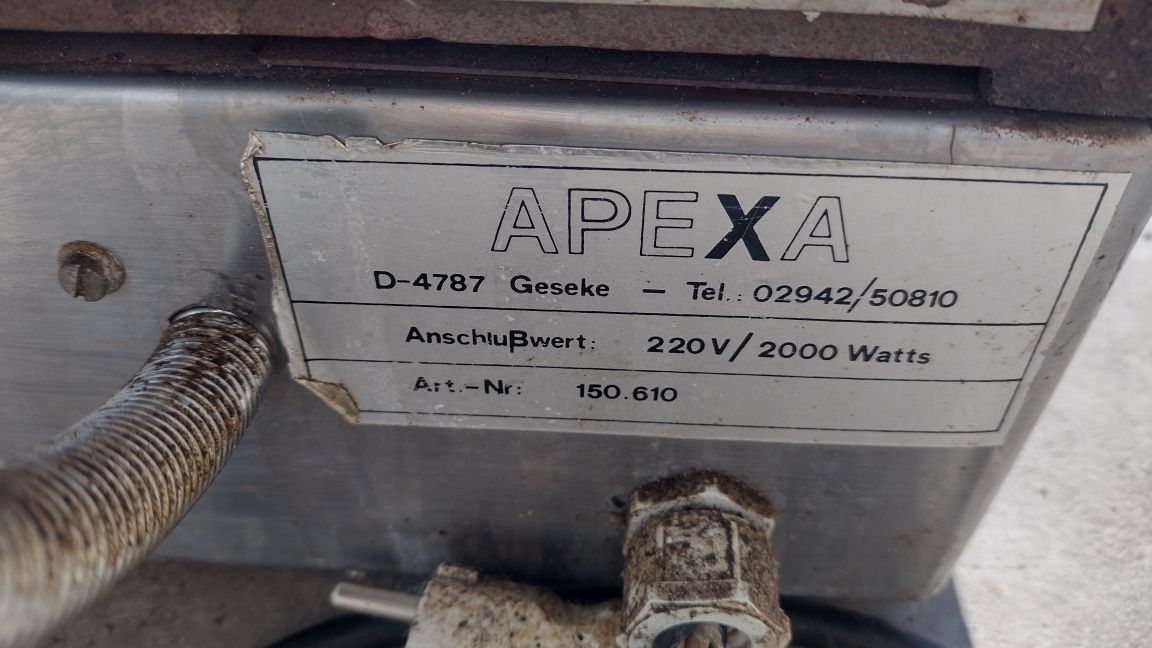 APEXA
D-4787 Geseke — Tel.: 02942/50810
Anschlußwert: 220V/2000 Watts
Art.-Nr: 150.610